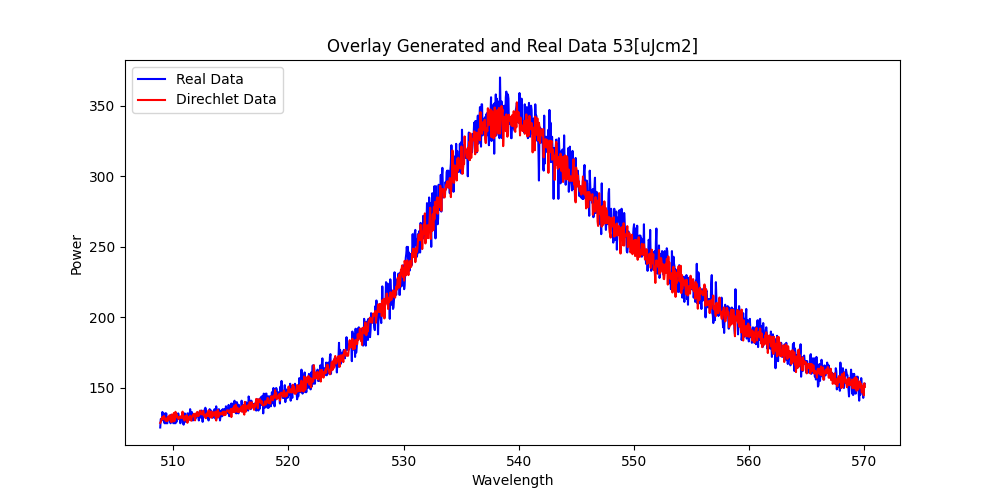 Overlay Generated and Real Data 53[uJcm2]
Real Data
Direchlet Data
350
300
250
200
150
Power
510 520 530 540 550 560 570
Wavelength